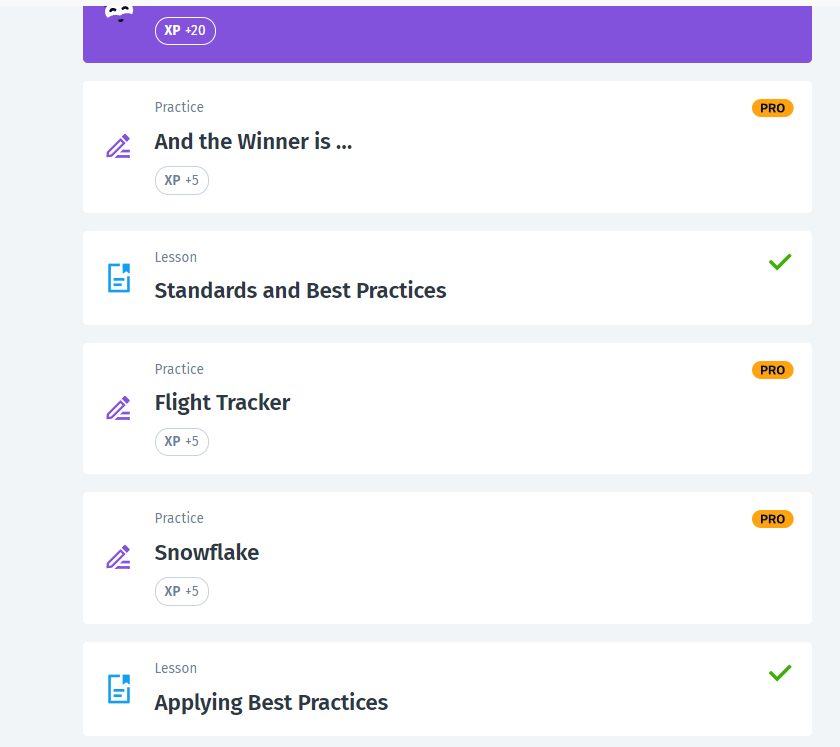 XP +20
Practice
PRO
And the Winner is ...
XP +5
Lesson
Standards and Best Practices
Practice
PRO
Flight Tracker
XP +5
Practice
PRO
Snowflake
XP +5
Lesson
Applying Best Practices